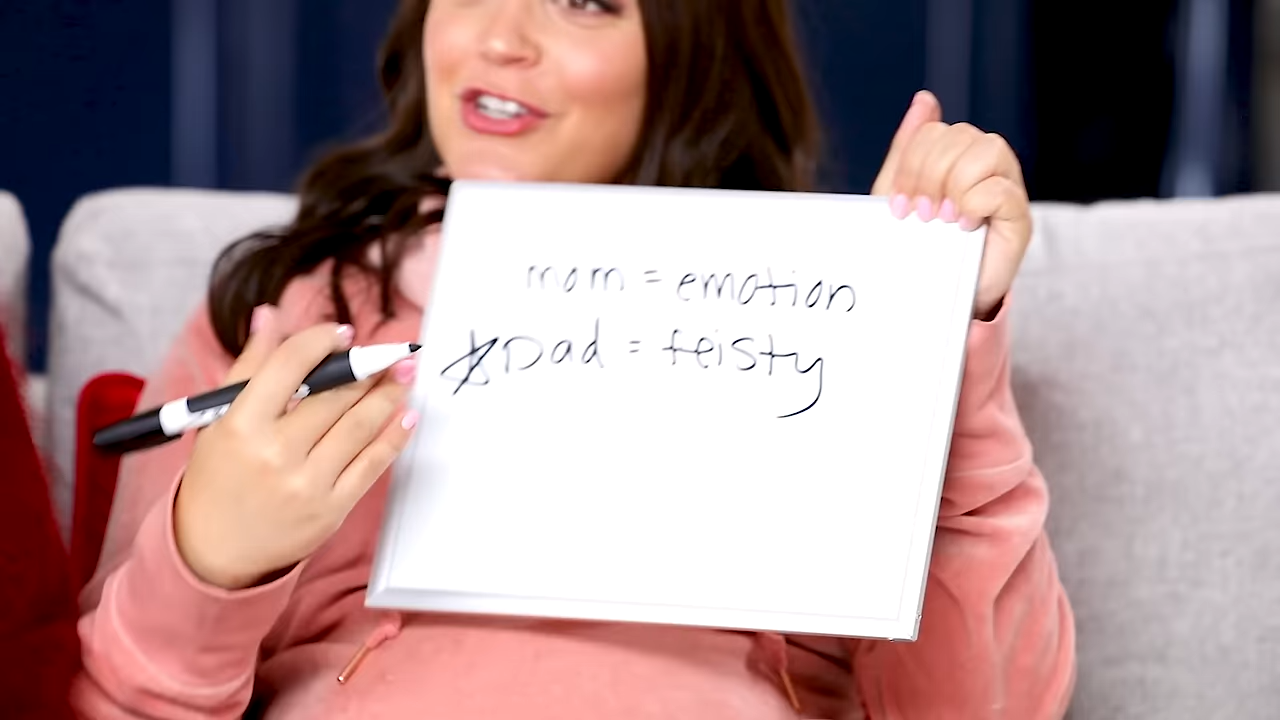 mom = emotion
☆Dad = feisty